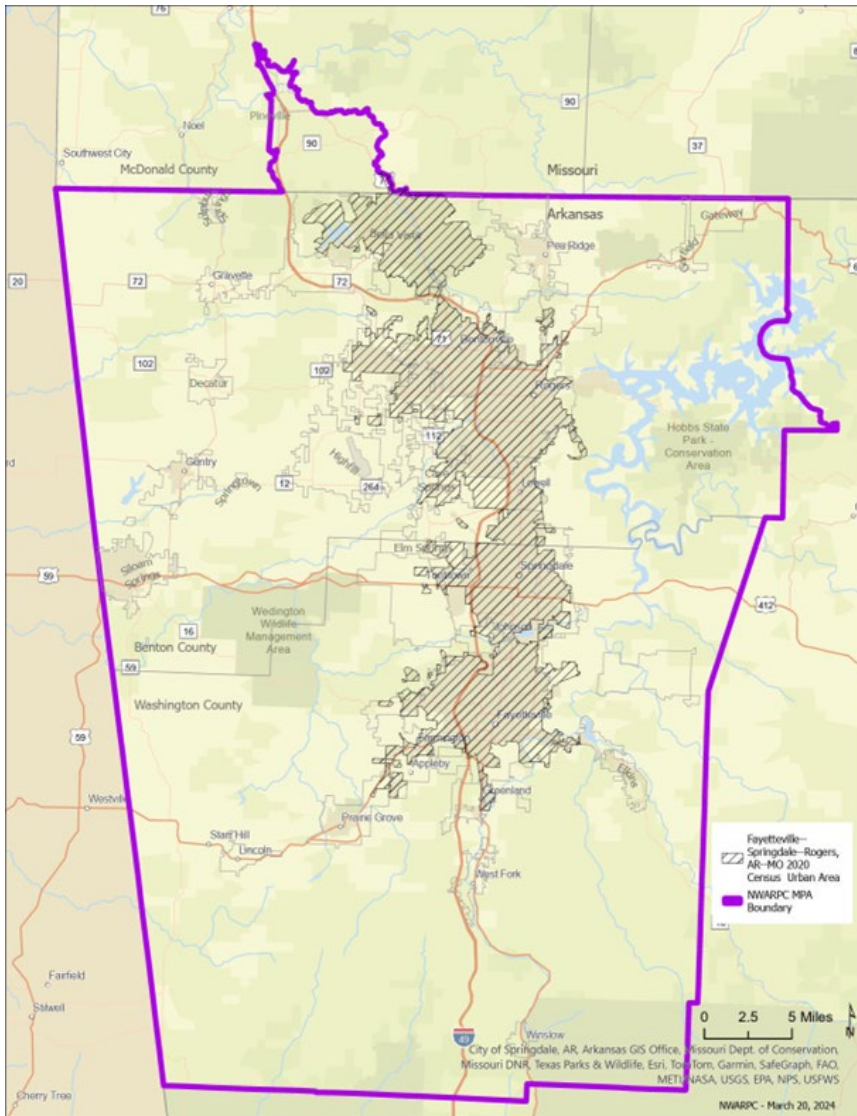 76
90
Noel
Pineville
90
37
Southwest City
McDonald County
Missouri
Arkansas
Gateway
Sulphur
Springs
Bella Vista
Pea Ridge
Garfield
20
72
Gravette
72
71
Bentonville
102
102
Decatur
Rogers
Hobbs State
Park -
Conservation
Area
112
Gentry
Highfill
Springtown
12
264
Springs
Lowell
Elm Springs
59
Siloam
Springs
Tontitown
Springdale
412
Wedington
Wildlife
Management
Area
16
Johnson
Benton County
59
Washington County
59
Fayetteville
Farmington
Appleby
Elkins
Greenland
Westville
Prairie Grove
Starr Hill
Lincoln
West Fork
Fayetteville--
Springdale--Rogers,
AR--MO 2020
Census Urban Area
NWARPC MPA
Boundary
Fairfield
Stilwell
0 2.5 5 Miles
N
49
Winslow
City of Springdale, AR, Arkansas GIS Office, Missouri Dept. of Conservation,
Missouri DNR, Texas Parks & Wildlife, Esri, TomTom, Garmin, SafeGraph, FAO,
METI/NASA, USGS, EPA, NPS, USFWS
Cherry Tree
NWARPC - March 20, 2024